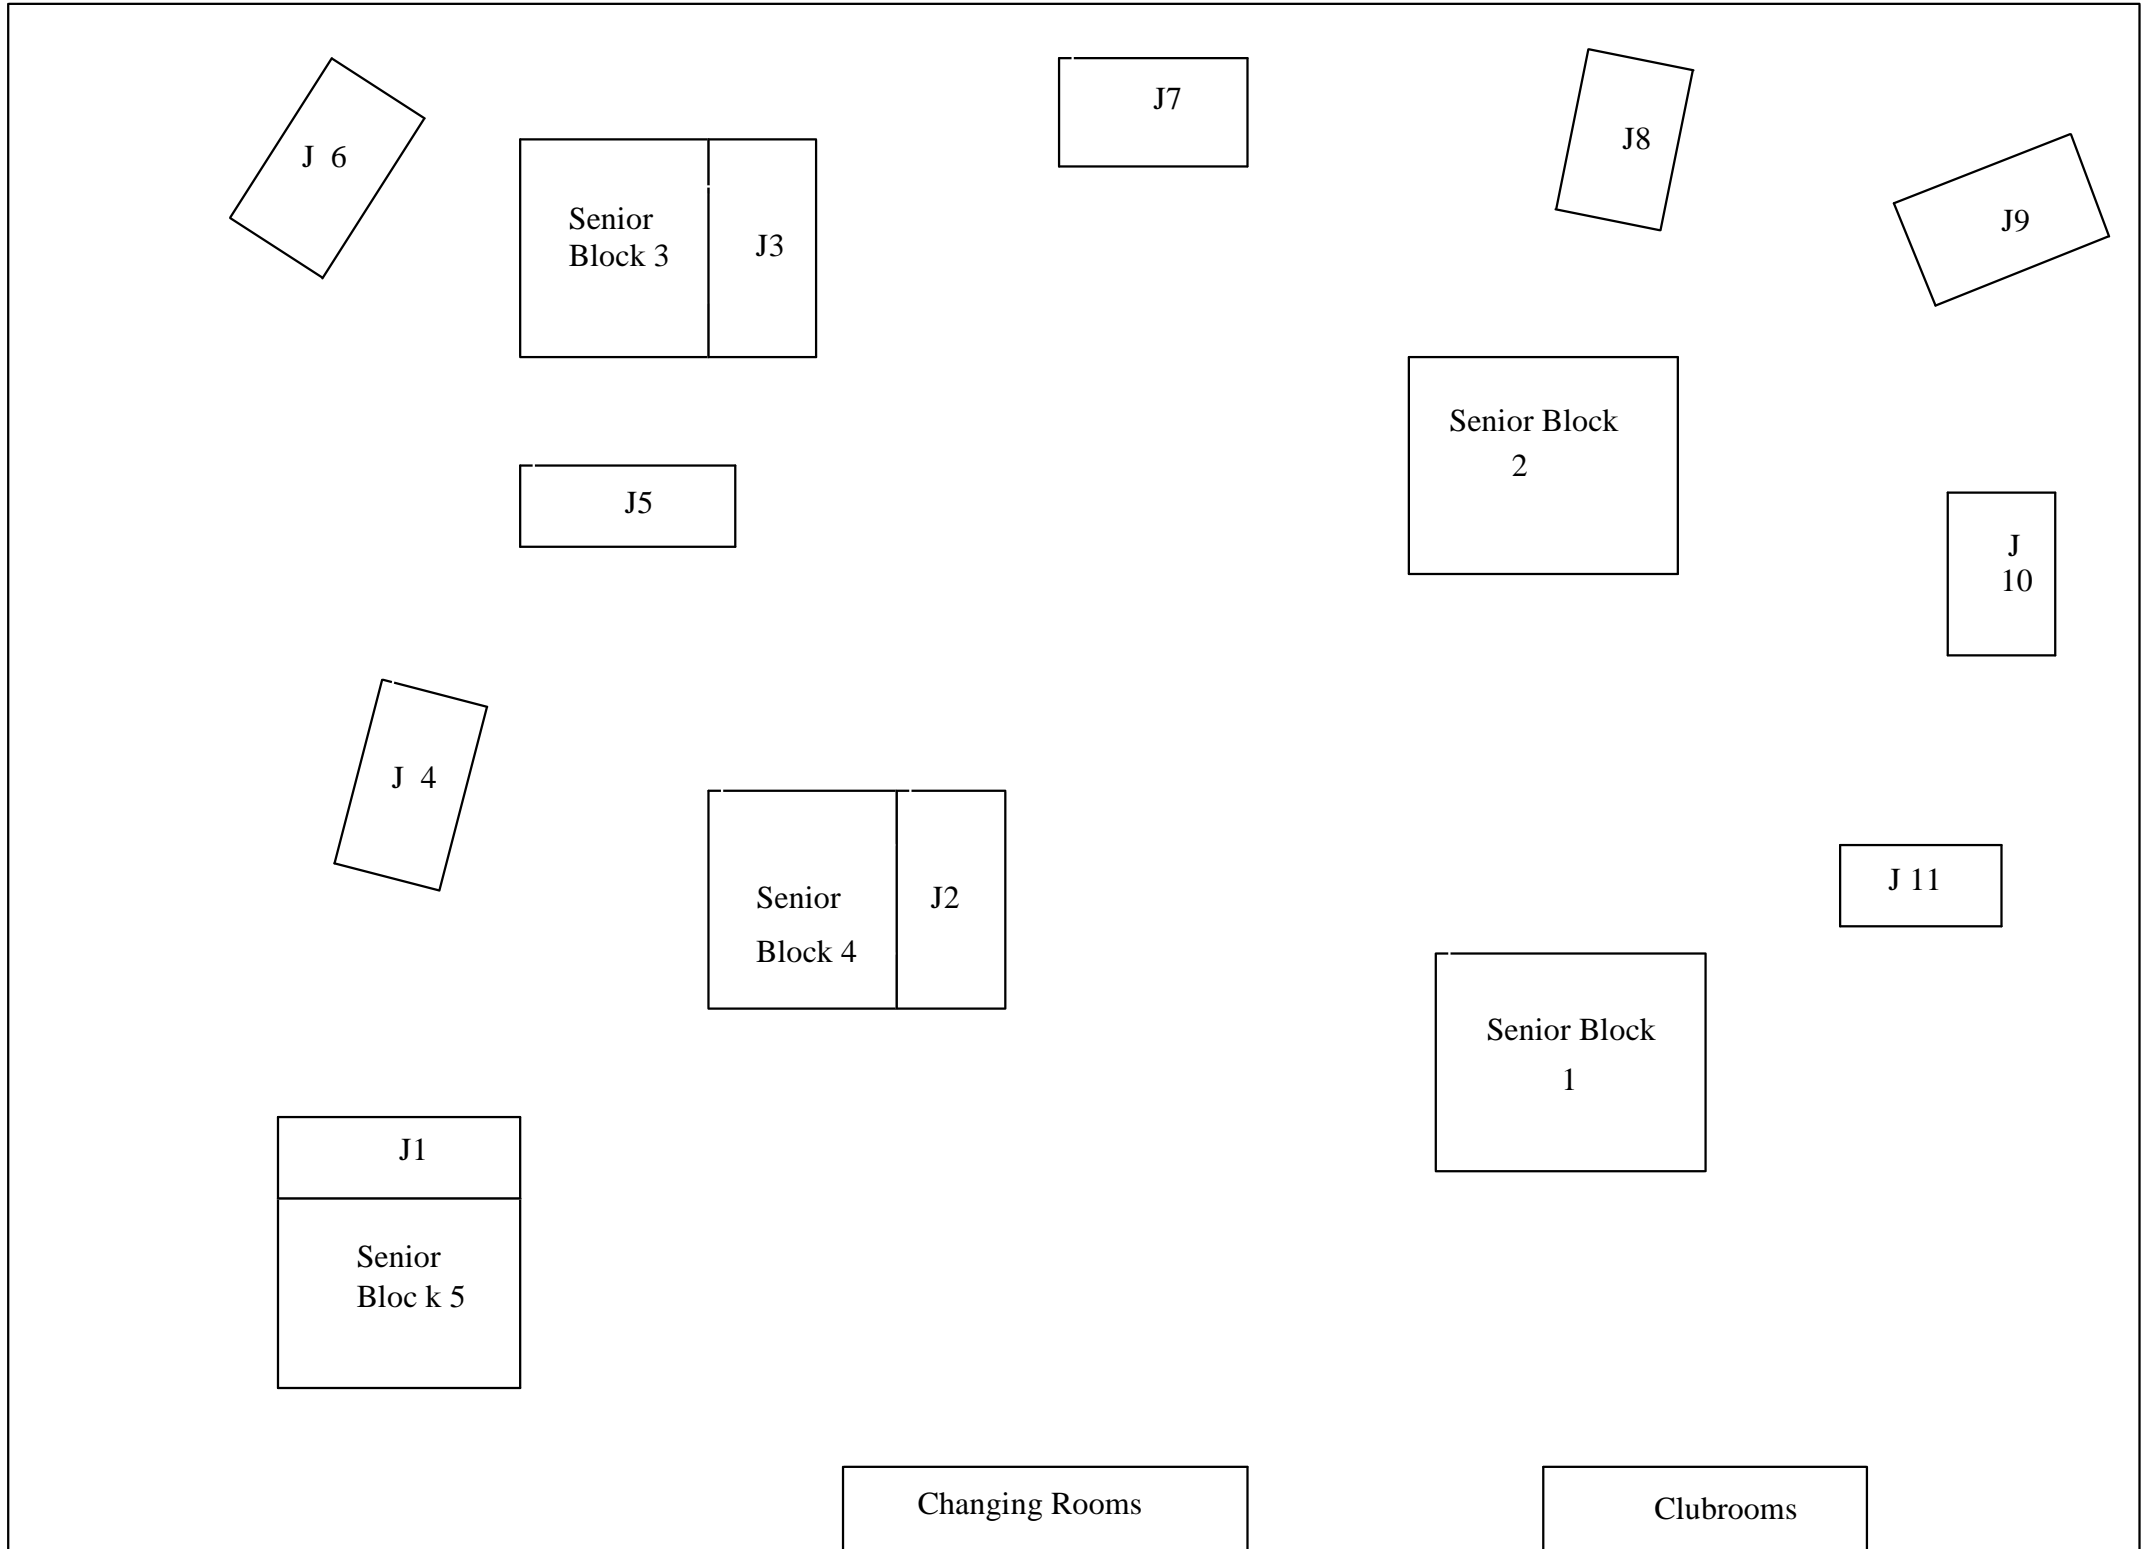 J7
J8
J 6
J9
Senior
Block 3
J3
Senior Block
2
J5
J
10
J 4
J 11
Senior
Block 4
J2
Senior Block
1
J1
Senior
Bloc k 5
Changing Rooms
Clubrooms